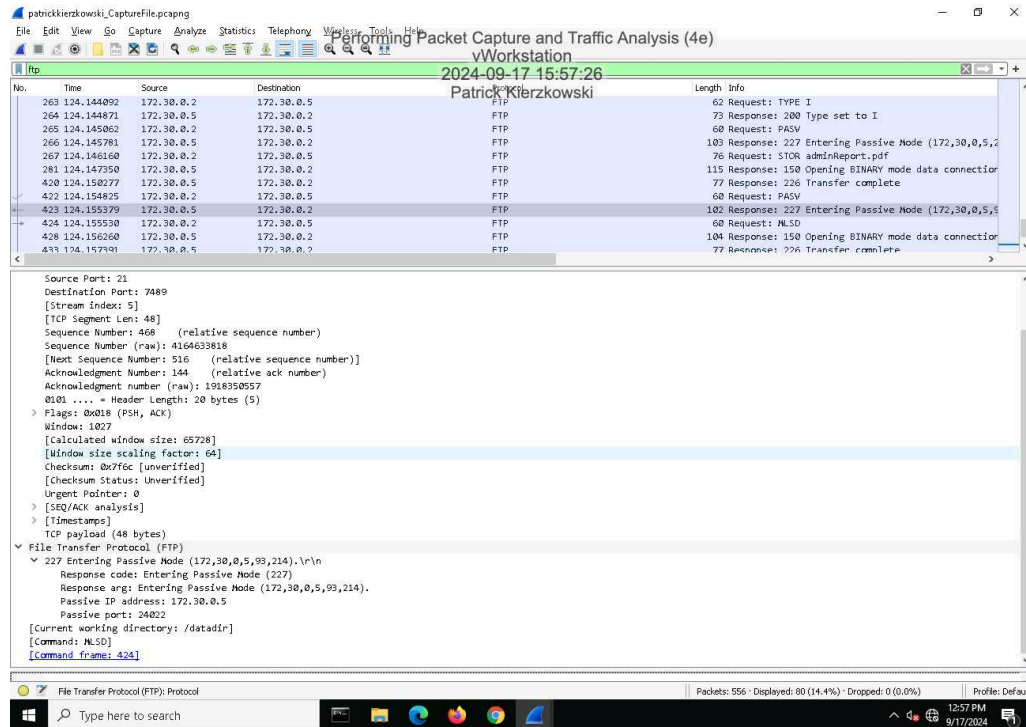 patrickkierzkowski_CaptureFile.pcapng
File Edit View Go Capture Analyze Statistics Telephony Wireless Tools Help
Performing Packet Capture and Traffic Analysis (4e)
vWorkstation
2024-09-17 15:57:26
Patrick Kierzkowski
ftp
No. Time Source Destination Protocol Length Info
263 124.144092 172.30.0.2 172.30.0.5 FTP 62 Request: TYPE I
264 124.144871 172.30.0.5 172.30.0.2 FTP 73 Response: 200 Type set to I
265 124.145062 172.30.0.2 172.30.0.5 FTP 60 Request: PASV
266 124.145781 172.30.0.5 172.30.0.2 FTP 103 Response: 227 Entering Passive Mode (172,30,0,5,2
267 124.146160 172.30.0.2 172.30.0.5 FTP 76 Request: STOR adminReport.pdf
281 124.147350 172.30.0.5 172.30.0.2 FTP 115 Response: 150 Opening BINARY mode data connection
420 124.150277 172.30.0.5 172.30.0.2 FTP 77 Response: 226 Transfer complete
422 124.154825 172.30.0.2 172.30.0.5 FTP 60 Request: PASV
423 124.155379 172.30.0.5 172.30.0.2 FTP 102 Response: 227 Entering Passive Mode (172,30,0,5,9
424 124.155530 172.30.0.2 172.30.0.5 FTP 60 Request: MLSD
428 124.156260 172.30.0.5 172.30.0.2 FTP 104 Response: 150 Opening BINARY mode data connection
433 124.157391 172.30.0.5 172.30.0.2 FTP 77 Response: 226 Transfer complete
Source Port: 21
Destination Port: 7489
[Stream index: 5]
[TCP Segment Len: 48]
Sequence Number: 468 (relative sequence number)
Sequence Number (raw): 4164633818
[Next Sequence Number: 516 (relative sequence number)]
Acknowledgment Number: 144 (relative ack number)
Acknowledgment number (raw): 1918350557
0101 .... = Header Length: 20 bytes (5)
Flags: 0x018 (PSH, ACK)
Window: 1027
[Calculated window size: 65728]
[Window size scaling factor: 64]
Checksum: 0x7f6c [unverified]
[Checksum Status: Unverified]
Urgent Pointer: 0
[SEQ/ACK analysis]
[Timestamps]
TCP payload (48 bytes)
File Transfer Protocol (FTP)
227 Entering Passive Mode (172,30,0,5,93,214).\r\n
Response code: Entering Passive Mode (227)
Response arg: Entering Passive Mode (172,30,0,5,93,214).
Passive IP address: 172.30.0.5
Passive port: 24022
[Current working directory: /datadir]
[Command: MLSD]
[Command frame: 424]
File Transfer Protocol (FTP): Protocol Packets: 556 · Displayed: 80 (14.4%) · Dropped: 0 (0.0%) Profile: Defau
Type here to search
12:57 PM
9/17/2024